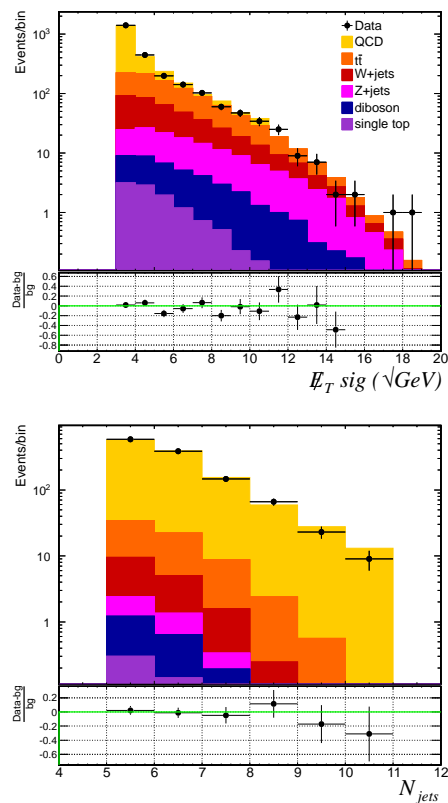 Events/bin
10³
10²
10
1
Data
QCD
tt̄
W+jets
Z+jets
diboson
single top
Data-bg
bg
0.6
0.4
0.2
0
-0.2
-0.4
-0.6
-0.8
0 2 4 6 8 10 12 14 16 18 20
E̸_T sig (√GeV)
Events/bin
10²
10
1
Data-bg
bg
0.2
0
-0.2
-0.4
-0.6
4 5 6 7 8 9 10 11 12
N_jets